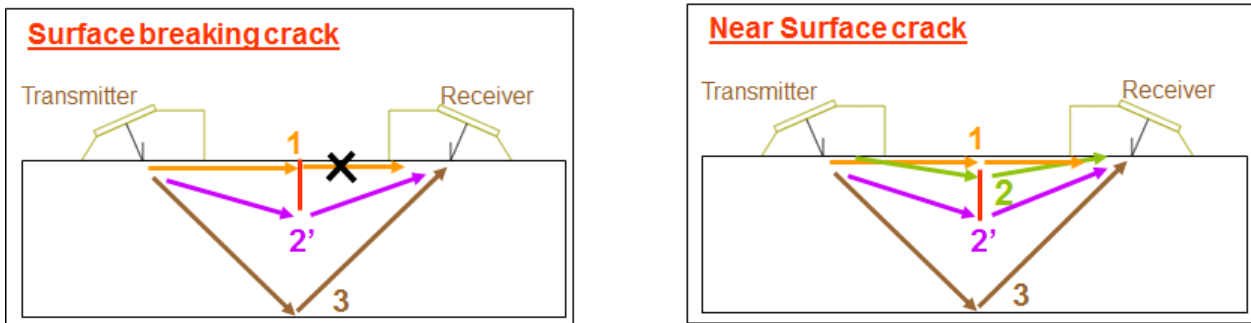 Surface breaking crack
Transmitter
Receiver
1
2’
3
Near Surface crack
Transmitter
Receiver
1
2
2’
3